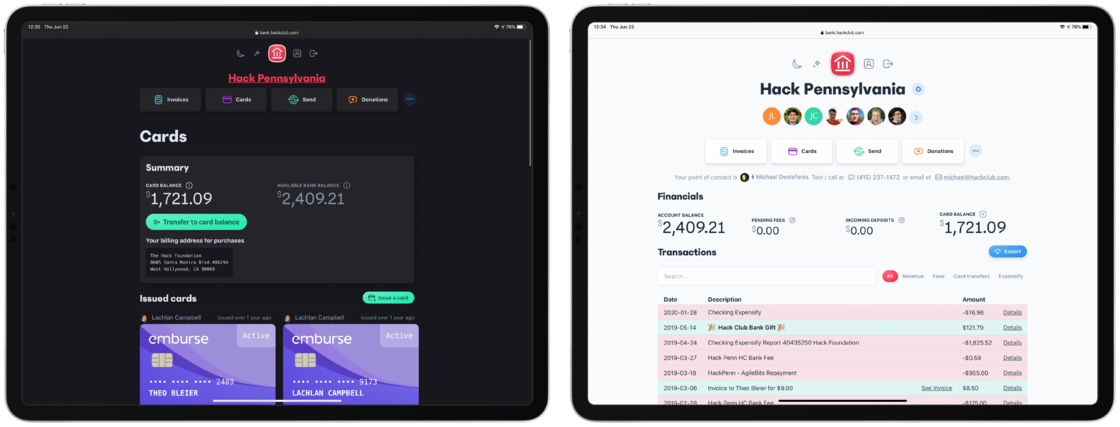 12:35 Thu Jun 25
78%
bank.hackclub.com
Hack Pennsylvania
Invoices
Cards
Send
Donations
Cards
Summary
CARD BALANCE
$1,721.09
AVAILABLE BANK BALANCE
$2,409.21
Transfer to card balance
Your billing address for purchases
The Hack Foundation
8605 Santa Monica Blvd #86294
West Hollywood, CA 90069
Issued cards
Issue a card
Lachlan Campbell issued over 1 year ago
emburse
Active
•••• •••• •••• 2489
THEO BLEIER
Lachlan Campbell issued over 1 year ago
emburse
Active
•••• •••• •••• 9173
LACHLAN CAMPBELL
12:34 Thu Jun 25
78%
bank.hackclub.com
Hack Pennsylvania
JL
JC
Invoices
Cards
Send
Donations
Your point of contact is Michael Destefanis. Text / call at (415) 237-1472 or email at michael@hackclub.com.
Financials
ACCOUNT BALANCE
$2,409.21
PENDING FEES
$0.00
INCOMING DEPOSITS
$0.00
CARD BALANCE
$1,721.09
Transactions
Export
Search...
All Revenue Fees Card transfers Expensify
Date Description Amount
2020-01-28 Checking Expensify -$16.96 Details
2019-05-14 🎉 Hack Club Bank Gift 🎉 $121.79 Details
2019-04-24 Checking Expensify Report 40435250 Hack Foundation -$1,825.52 Details
2019-03-27 Hack Penn HC Bank Fee -$0.59 Details
2019-03-18 HackPenn - AgileBits Repayment -$955.00 Details
2019-03-06 Invoice to Theo Bleier for $9.00 See invoice $8.50 Details
2019-02-28 Hack Penn HC Bank Fee -$175.00 Details